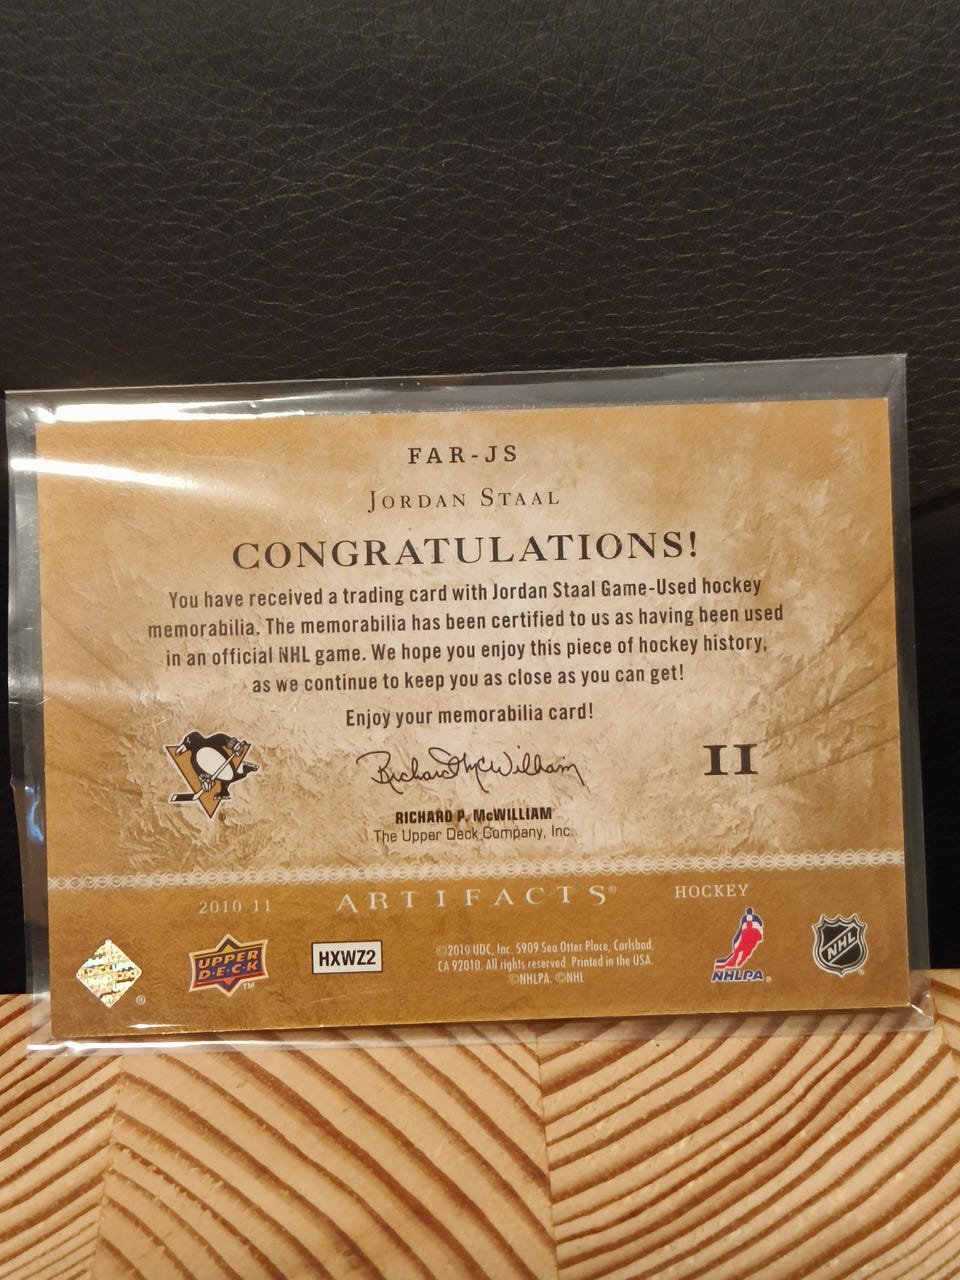 FAR-JS
JORDAN STAAL
CONGRATULATIONS!
You have received a trading card with Jordan Staal Game-Used hockey
memorabilia. The memorabilia has been certified to us as having been used
in an official NHL game. We hope you enjoy this piece of hockey history,
as we continue to keep you as close as you can get!
Enjoy your memorabilia card!
Richard McWilliam
11
RICHARD P. McWILLIAM
The Upper Deck Company, Inc.
2010 11 ARTIFACTS® HOCKEY
UPPER
D·E·C·K TM
HXWZ2
©2010 UDC, Inc. 5909 Sea Otter Place, Carlsbad,
CA 92010. All rights reserved. Printed in the USA.
©NHLPA. ©NHL
NHLPA®
NHL®